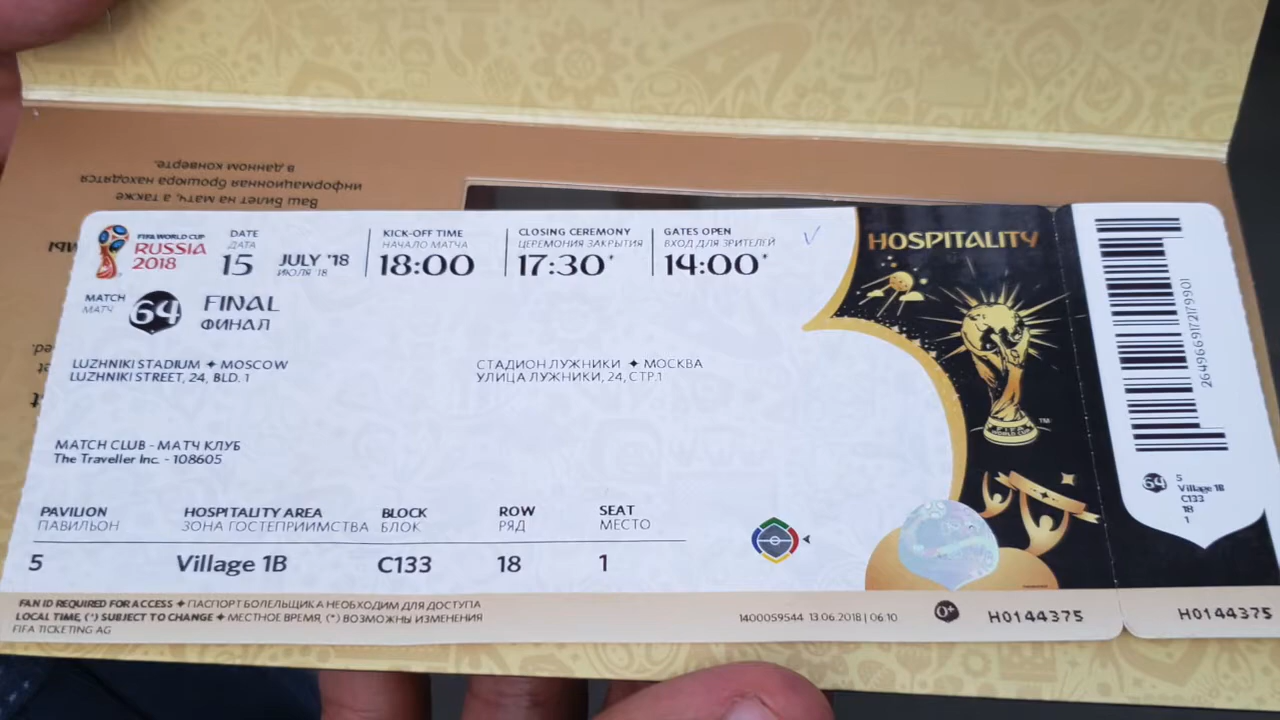 Ваш билет на матч, а также
информационная брошюра находятся
в данном конверте.
FIFA WORLD CUP
RUSSIA
2018
DATE
ДАТА
15 JULY '18
ИЮЛЯ '18
KICK-OFF TIME
НАЧАЛО МАТЧА
18:00
CLOSING CEREMONY
ЦЕРЕМОНИЯ ЗАКРЫТИЯ
17:30*
GATES OPEN
ВХОД ДЛЯ ЗРИТЕЛЕЙ
14:00*
HOSPITALITY
MATCH
МАТЧ
64
FINAL
ФИНАЛ
LUZHNIKI STADIUM ✦ MOSCOW
LUZHNIKI STREET, 24, BLD. 1
СТАДИОН ЛУЖНИКИ ✦ МОСКВА
УЛИЦА ЛУЖНИКИ, 24, СТР.1
MATCH CLUB - МАТЧ КЛУБ
The Traveller Inc. - 108605
PAVILION
ПАВИЛЬОН
5
HOSPITALITY AREA
ЗОНА ГОСТЕПРИИМСТВА
Village 1B
BLOCK
БЛОК
C133
ROW
РЯД
18
SEAT
МЕСТО
1
FIFA
WORLD CUP
TM
FAN ID REQUIRED FOR ACCESS ✦ ПАСПОРТ БОЛЕЛЬЩИКА НЕОБХОДИМ ДЛЯ ДОСТУПА
LOCAL TIME, (*) SUBJECT TO CHANGE ✦ МЕСТНОЕ ВРЕМЯ, (*) ВОЗМОЖНЫ ИЗМЕНЕНИЯ
FIFA TICKETING AG
1400059544 13.06.2018 | 06:10
0+
H0144375
2649669172179901
64
5
Village 1B
C133
18
1
H0144375